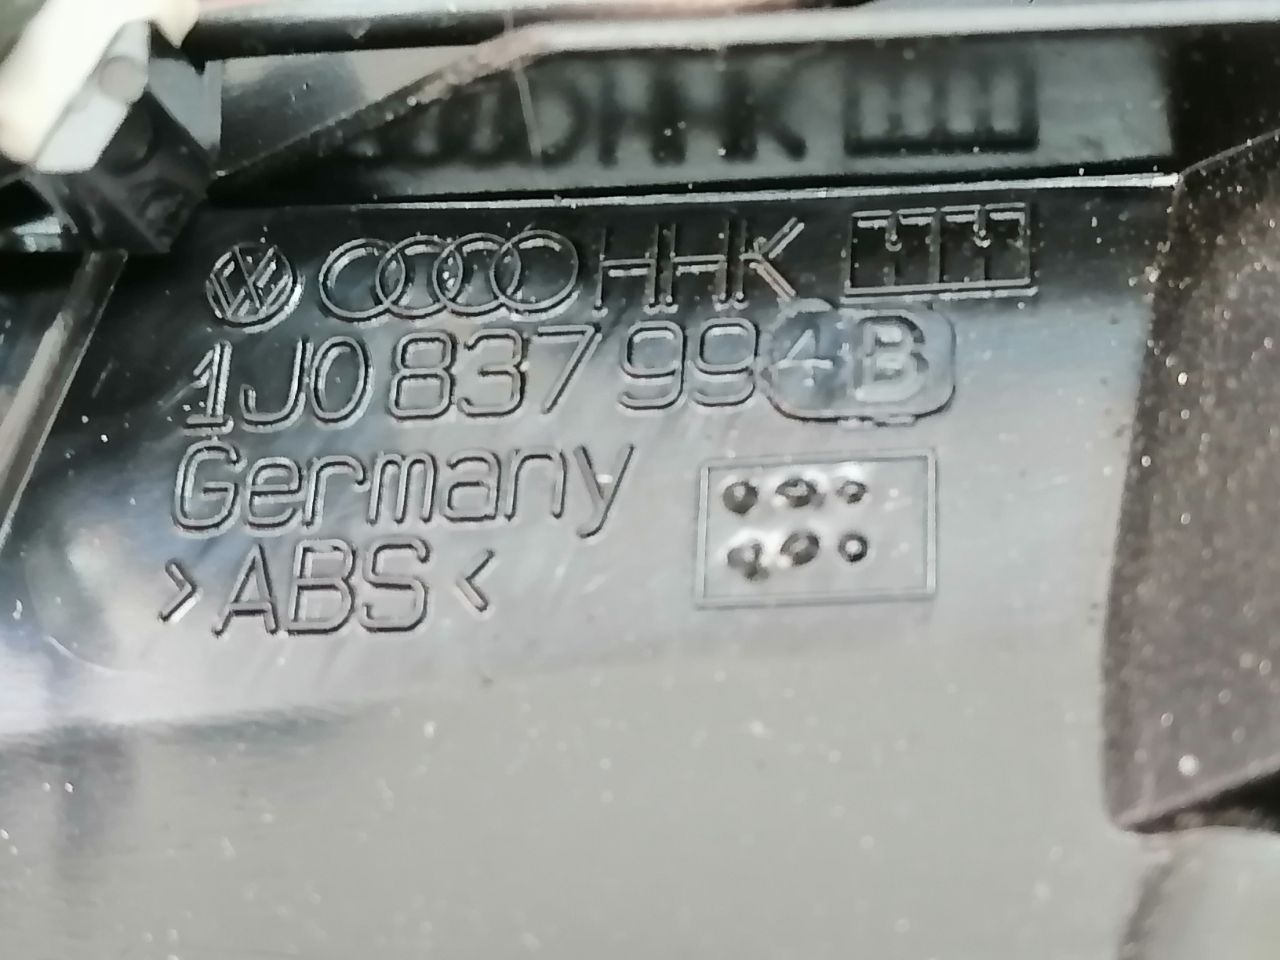 HHK
1J0 837 994 B
Germany
>ABS<